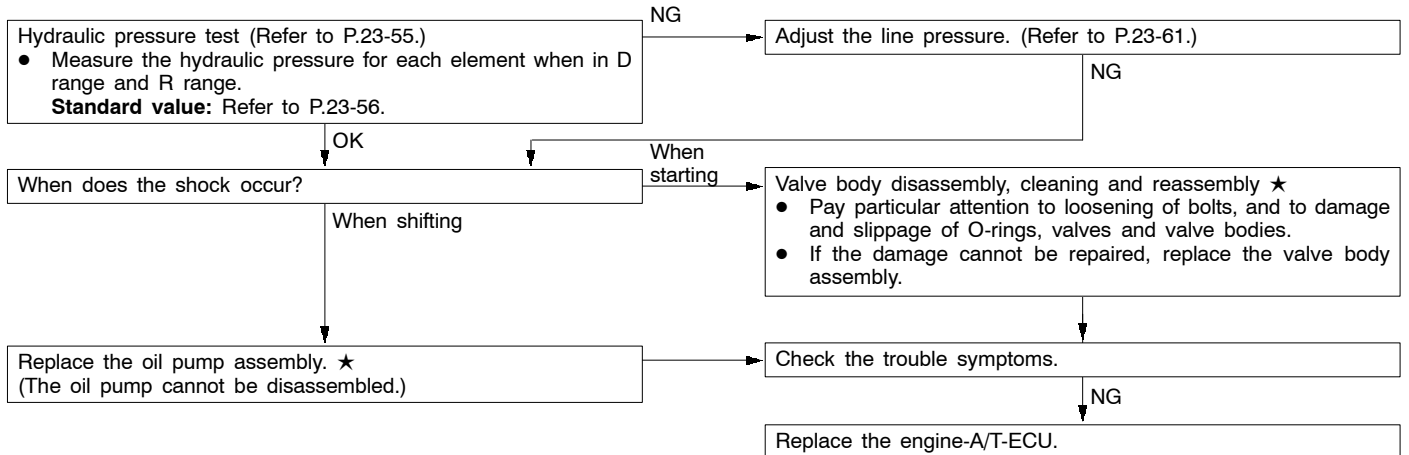 Hydraulic pressure test (Refer to P.23-55.)
● Measure the hydraulic pressure for each element when in D
range and R range.
Standard value: Refer to P.23-56.
NG
Adjust the line pressure. (Refer to P.23-61.)
NG
OK
When does the shock occur?
When
starting
Valve body disassembly, cleaning and reassembly ★
● Pay particular attention to loosening of bolts, and to damage
and slippage of O-rings, valves and valve bodies.
● If the damage cannot be repaired, replace the valve body
assembly.
When shifting
Replace the oil pump assembly. ★
(The oil pump cannot be disassembled.)
Check the trouble symptoms.
NG
Replace the engine-A/T-ECU.